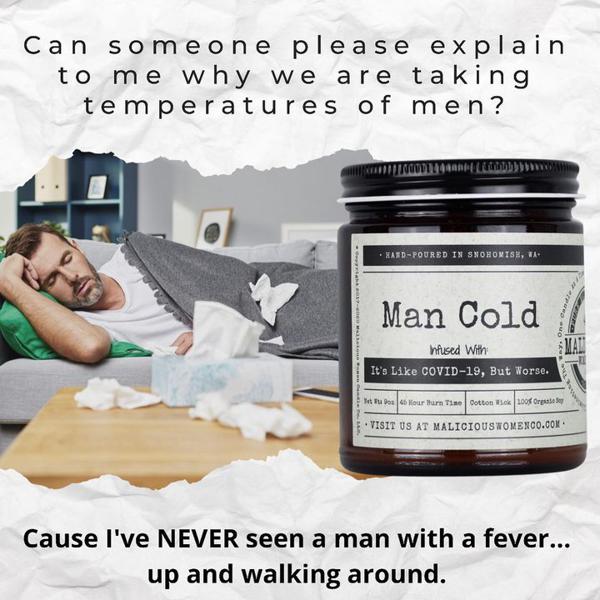 Can someone please explain
to me why we are taking
temperatures of men?
· HAND-POURED IN SNOHOMISH, WA·
Man Cold
Infused With:
It's Like COVID-19, But Worse.
Net Wt 9oz
40 Hour Burn Time
Cotton Wick
100% Organic Soy
· VISIT US AT MALICIOUSWOMENCO.COM ·
Cause I've NEVER seen a man with a fever...
up and walking around.